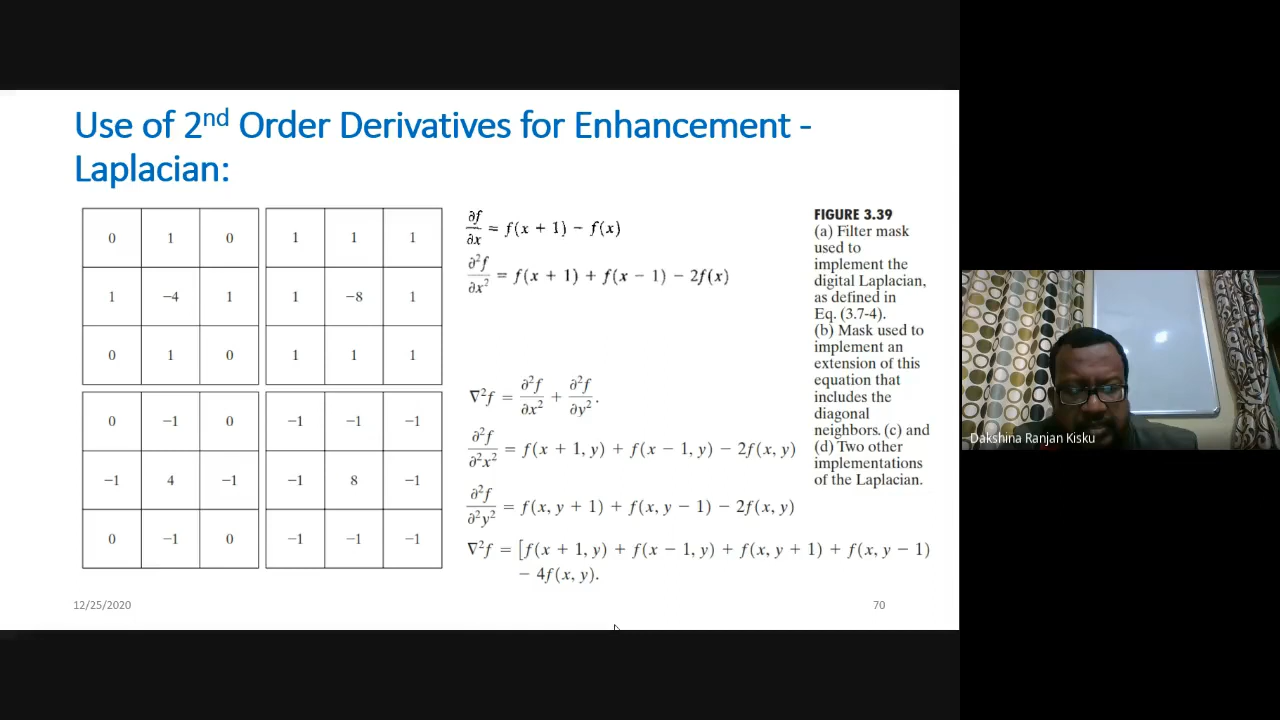 Use of 2nd Order Derivatives for Enhancement -
Laplacian:
0 1 0 1 1 1
1 −4 1 1 −8 1
0 1 0 1 1 1
0 −1 0 −1 −1 −1
−1 4 −1 −1 8 −1
0 −1 0 −1 −1 −1
∂f/∂x = f(x + 1) − f(x)
∂²f/∂x² = f(x + 1) + f(x − 1) − 2f(x)
∇²f = ∂²f/∂x² + ∂²f/∂y².
∂²f/∂²x² = f(x + 1, y) + f(x − 1, y) − 2f(x, y)
∂²f/∂²y² = f(x, y + 1) + f(x, y − 1) − 2f(x, y)
∇²f = [f(x + 1, y) + f(x − 1, y) + f(x, y + 1) + f(x, y − 1)
− 4f(x, y).
FIGURE 3.39
(a) Filter mask
used to
implement the
digital Laplacian,
as defined in
Eq. (3.7-4).
(b) Mask used to
implement an
extension of this
equation that
includes the
diagonal
neighbors. (c) and
(d) Two other
implementations
of the Laplacian.
12/25/2020
70
Dakshina Ranjan Kisku